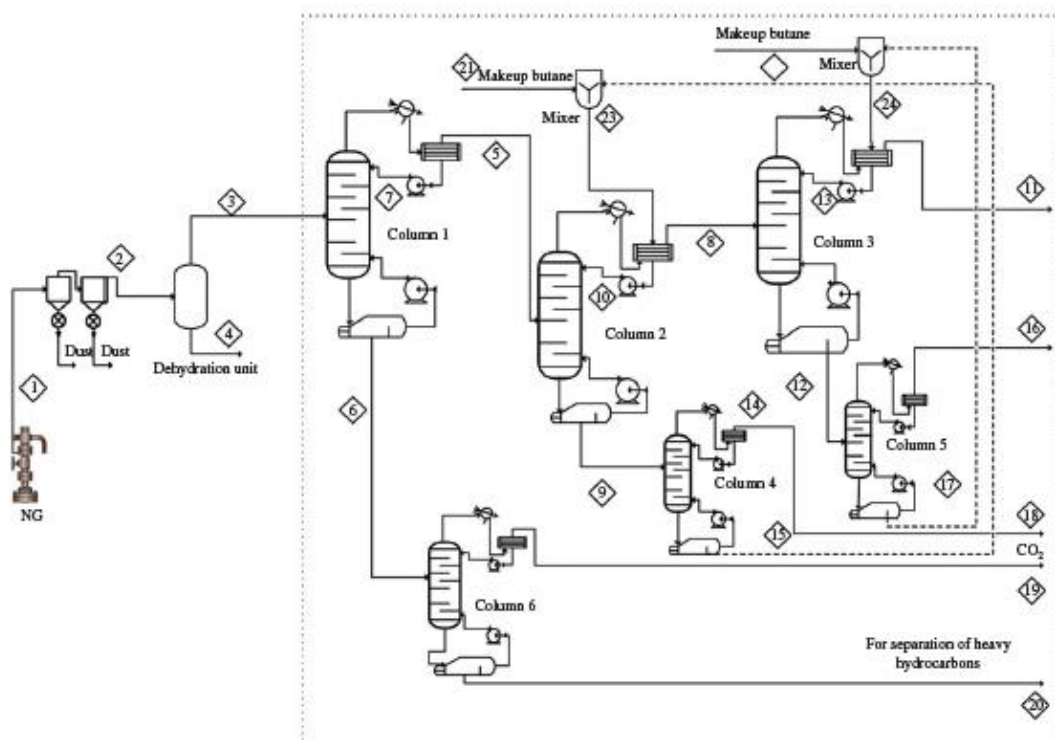 Makeup butane
Mixer
21
Makeup butane
Mixer
23
24
5
3
7
13
11
Column 1
Column 3
2
8
10
Column 2
16
4
Dust
Dust
Dehydration unit
1
12
6
14
Column 5
9
Column 4
17
15
18
NG
CO2
19
Column 6
For separation of heavy
hydrocarbons
20